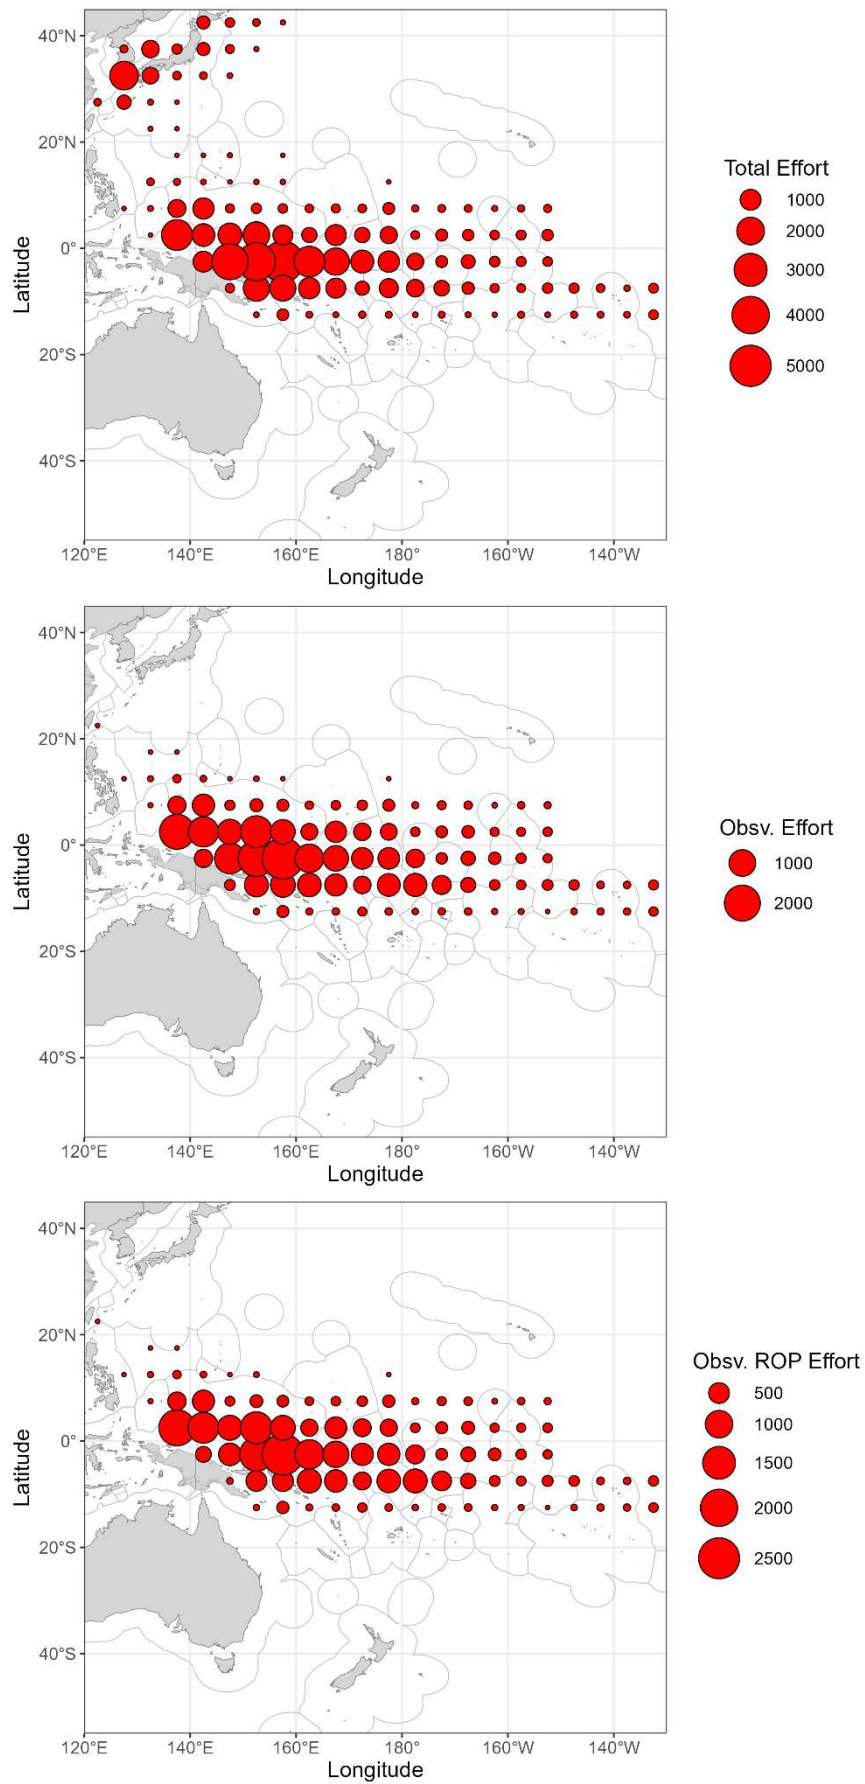 40°N
20°N
0°
20°S
40°S
Latitude
120°E 140°E 160°E 180° 160°W 140°W
Longitude
Total Effort
1000
2000
3000
4000
5000
40°N
20°N
0°
20°S
40°S
Latitude
120°E 140°E 160°E 180° 160°W 140°W
Longitude
Obsv. Effort
1000
2000
40°N
20°N
0°
20°S
40°S
Latitude
120°E 140°E 160°E 180° 160°W 140°W
Longitude
Obsv. ROP Effort
500
1000
1500
2000
2500